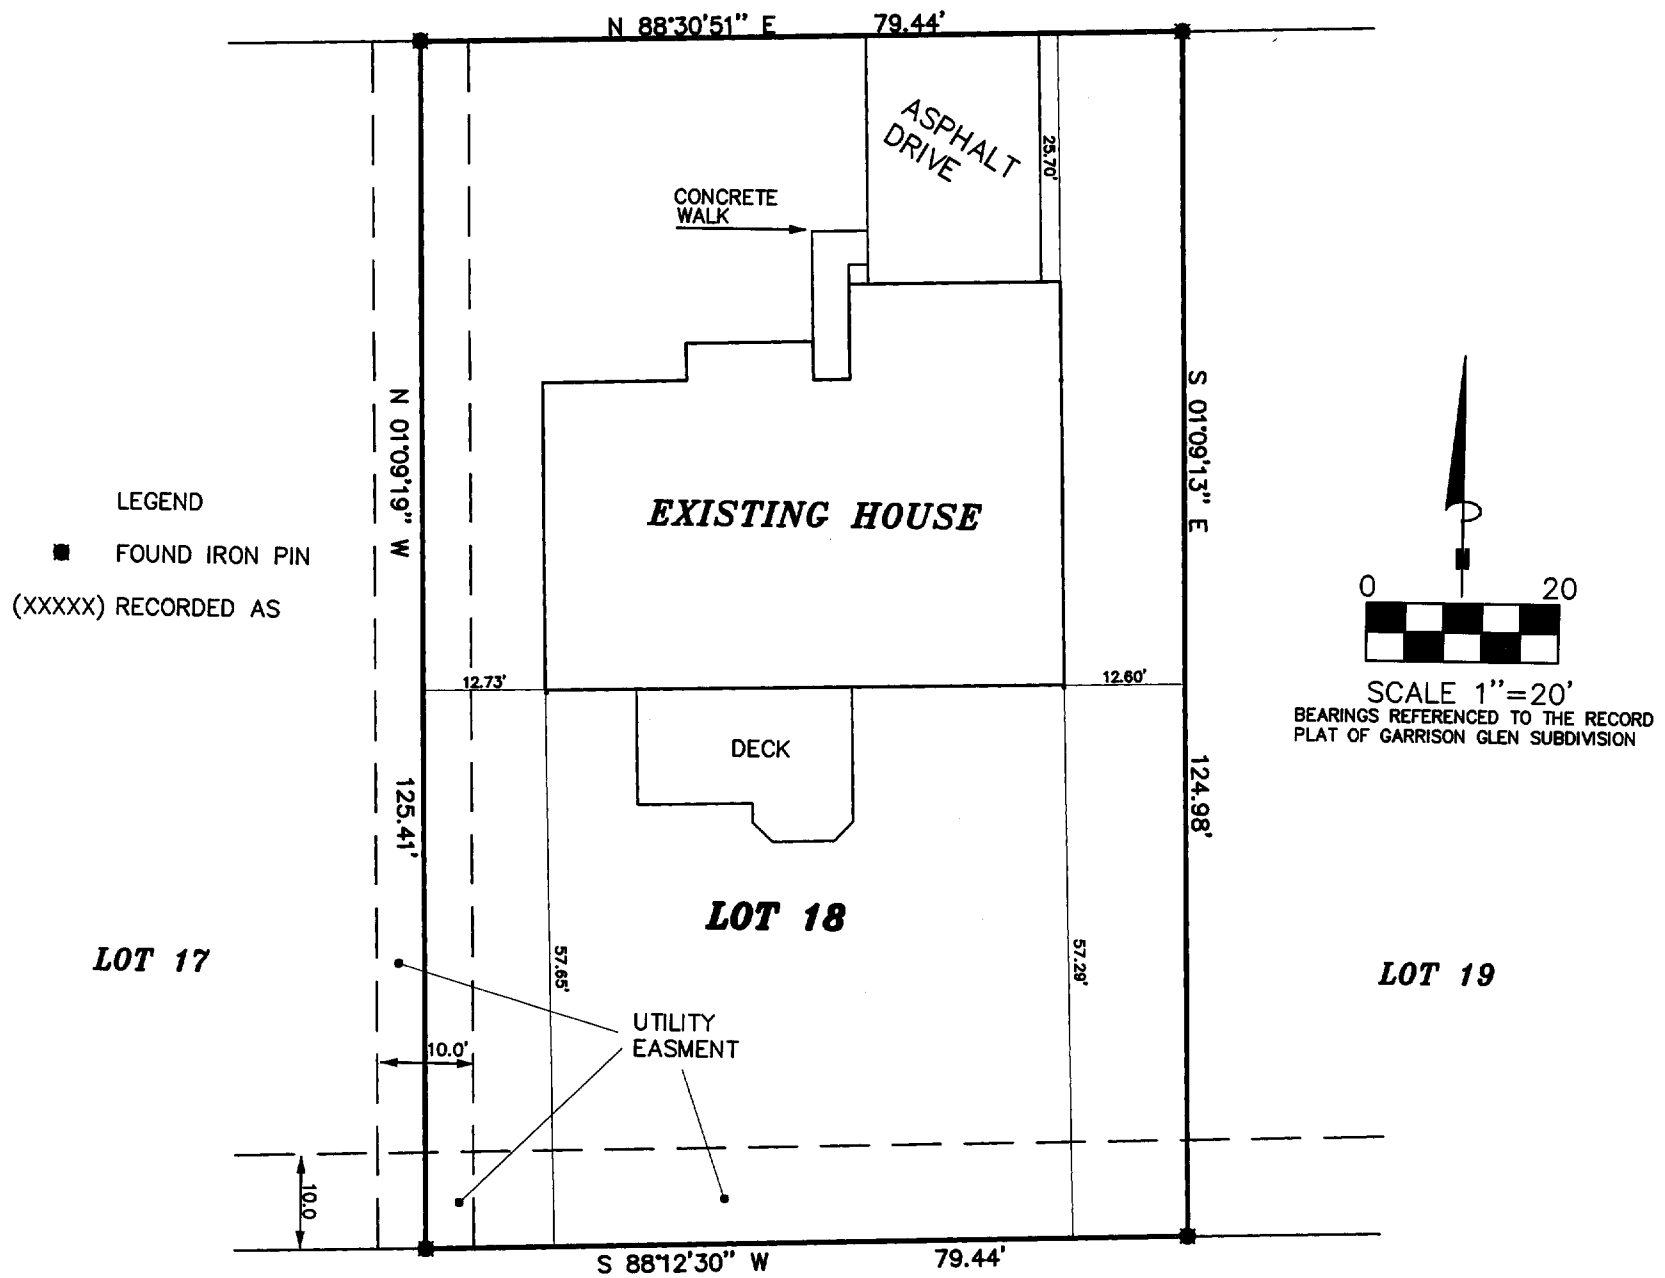 N 88°30'51" E 79.44'
ASPHALT
DRIVE
25.70'
CONCRETE
WALK
N 01°09'19" W
S 01°09'13" E
LEGEND
FOUND IRON PIN
(XXXXX) RECORDED AS
EXISTING HOUSE
0 20
SCALE 1"=20'
BEARINGS REFERENCED TO THE RECORD
PLAT OF GARRISON GLEN SUBDIVISION
12.73'
12.60'
DECK
125.41'
124.98'
LOT 18
LOT 17
LOT 19
57.65'
57.29'
UTILITY
EASMENT
10.0'
10.0
S 88°12'30" W 79.44'